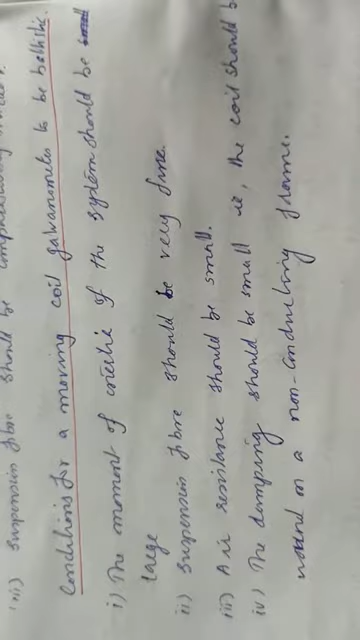 iii) Suspension fibre should be
Conditions for a moving coil galvanometer to be ballistic.
i) The moment of inertia of the system should be
large
ii) Suspension fibre should be very fine.
iii) Air resistance should be small.
iv) The damping should be small ie, the coil should b
wound on a non-conducting frame.